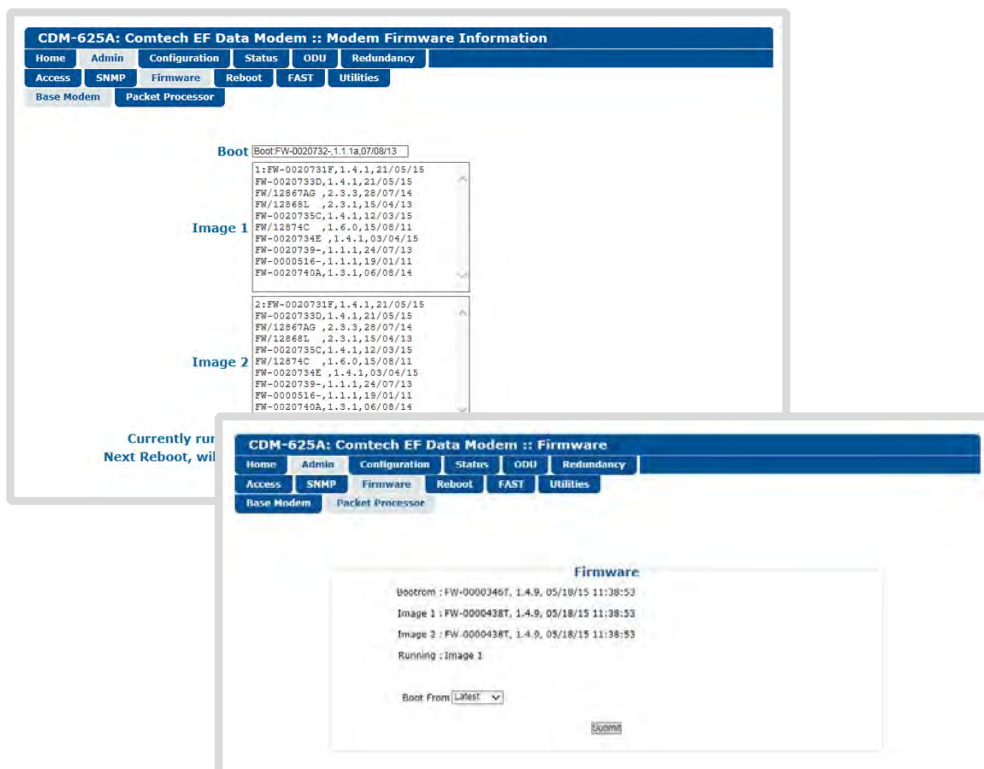 CDM-625A: Comtech EF Data Modem :: Modem Firmware Information
Home Admin Configuration Status ODU Redundancy
Access SNMP Firmware Reboot FAST Utilities
Base Modem Packet Processor
Boot Boot:FW-0020732-,1.1.1a,07/08/13
Image 1
1:FW-0020731F,1.4.1,21/05/15
FW-0020733D,1.4.1,21/05/15
FW/12867AG ,2.3.3,28/07/14
FW/12868L ,2.3.1,15/04/13
FW-0020735C,1.4.1,12/03/15
FW/12874C ,1.6.0,15/08/11
FW-0020734E ,1.4.1,03/04/15
FW-0020739-,1.1.1,24/07/13
FW-0000516-,1.1.1,19/01/11
FW-0020740A,1.3.1,06/08/14
Image 2
2:FW-0020731F,1.4.1,21/05/15
FW-0020733D,1.4.1,21/05/15
FW/12867AG ,2.3.3,28/07/14
FW/12868L ,2.3.1,15/04/13
FW-0020735C,1.4.1,12/03/15
FW/12874C ,1.6.0,15/08/11
FW-0020734E ,1.4.1,03/04/15
FW-0020739-,1.1.1,24/07/13
FW-0000516-,1.1.1,19/01/11
FW-0020740A,1.3.1,06/08/14
Currently
Next Reboot,
CDM-625A: Comtech EF Data Modem :: Firmware
Home Admin Configuration Status ODU Redundancy
Access SNMP Firmware Reboot FAST Utilities
Base Modem Packet Processor
Firmware
Bootrom : FW-0000346T, 1.4.9, 05/18/15 11:38:53
Image 1 : FW-0000438T, 1.4.9, 05/18/15 11:38:53
Image 2 : FW-0000438T, 1.4.9, 05/18/15 11:38:53
Running : Image 1
Boot From Latest
Submit